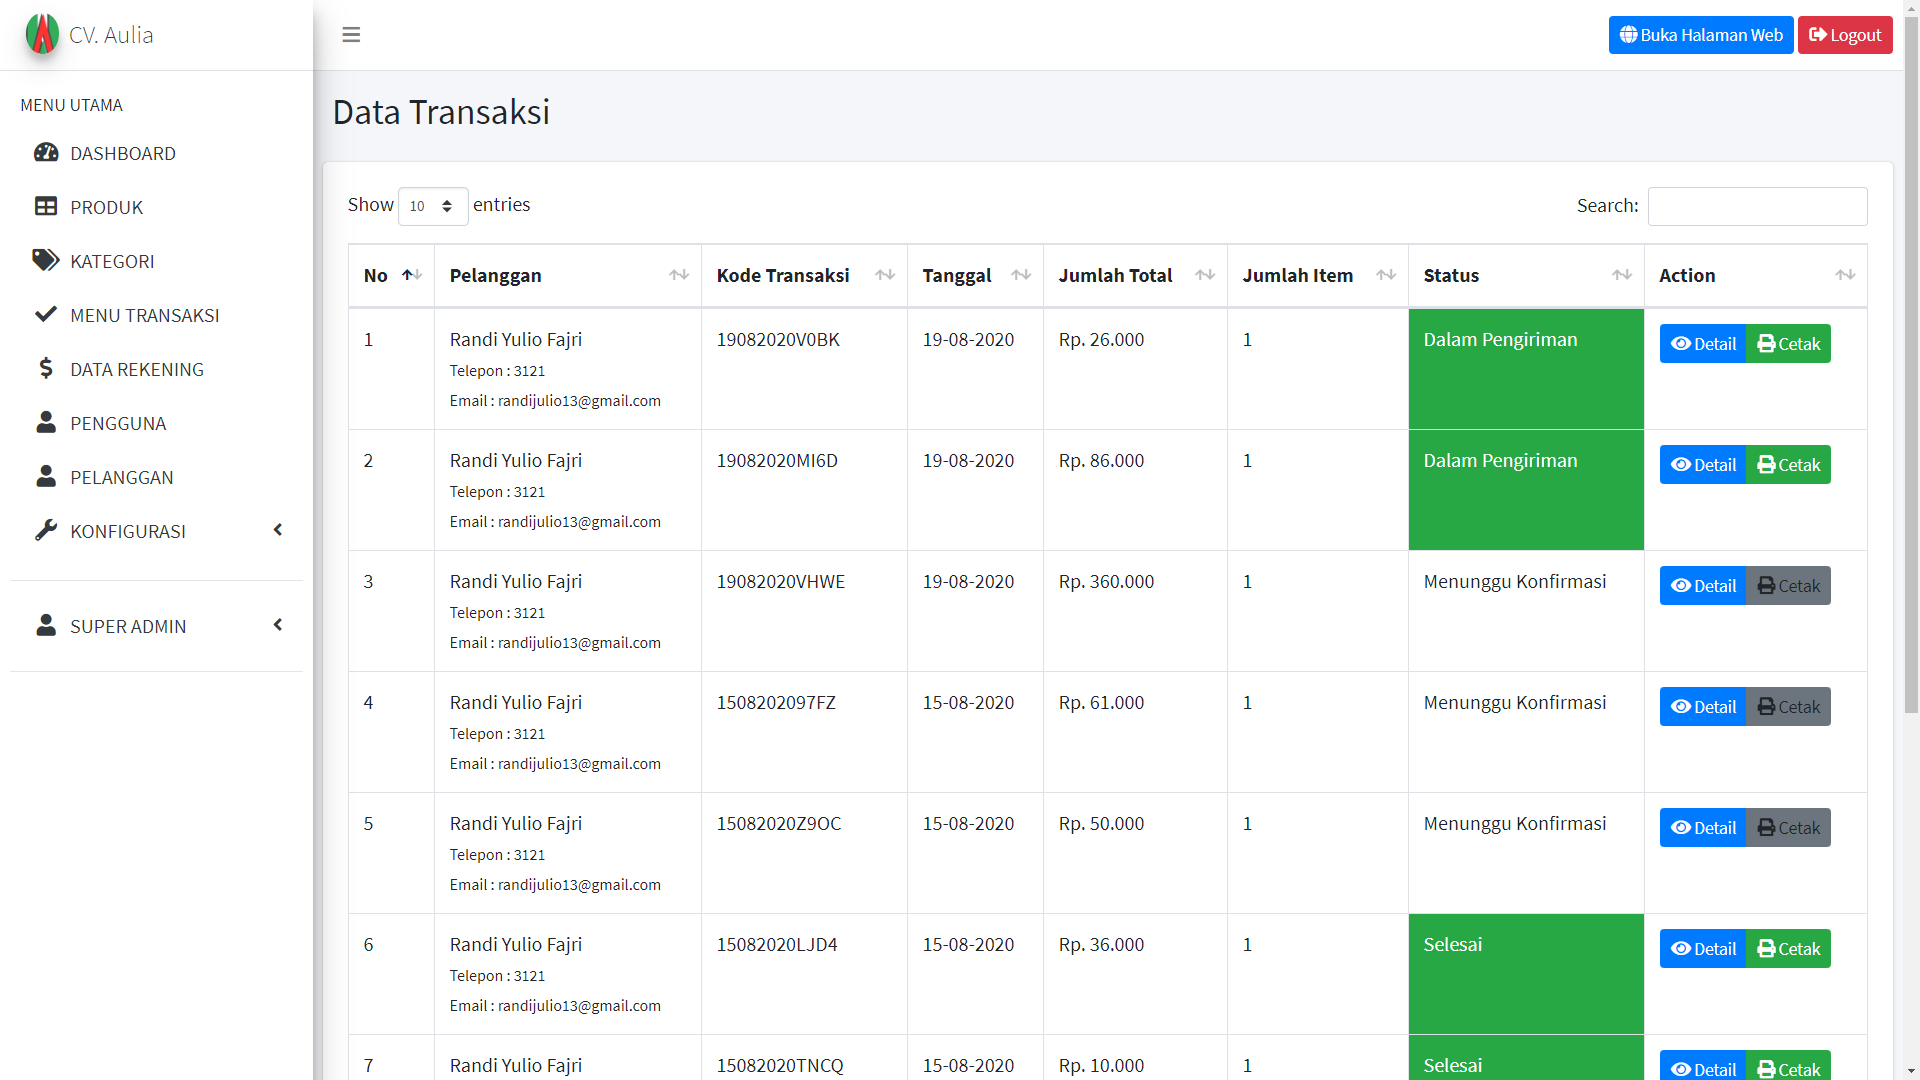 CV. Aulia
Buka Halaman Web
Logout
MENU UTAMA
DASHBOARD
PRODUK
KATEGORI
MENU TRANSAKSI
DATA REKENING
PENGGUNA
PELANGGAN
KONFIGURASI
SUPER ADMIN
Data Transaksi
Show 10 entries
Search:
No Pelanggan Kode Transaksi Tanggal Jumlah Total Jumlah Item Status Action
1 Randi Yulio Fajri 19082020V0BK 19-08-2020 Rp. 26.000 1 Dalam Pengiriman Detail Cetak
Telepon : 3121
Email : randijulio13@gmail.com
2 Randi Yulio Fajri 19082020MI6D 19-08-2020 Rp. 86.000 1 Dalam Pengiriman Detail Cetak
Telepon : 3121
Email : randijulio13@gmail.com
3 Randi Yulio Fajri 19082020VHWE 19-08-2020 Rp. 360.000 1 Menunggu Konfirmasi Detail Cetak
Telepon : 3121
Email : randijulio13@gmail.com
4 Randi Yulio Fajri 1508202097FZ 15-08-2020 Rp. 61.000 1 Menunggu Konfirmasi Detail Cetak
Telepon : 3121
Email : randijulio13@gmail.com
5 Randi Yulio Fajri 15082020Z9OC 15-08-2020 Rp. 50.000 1 Menunggu Konfirmasi Detail Cetak
Telepon : 3121
Email : randijulio13@gmail.com
6 Randi Yulio Fajri 15082020LJD4 15-08-2020 Rp. 36.000 1 Selesai Detail Cetak
Telepon : 3121
Email : randijulio13@gmail.com
7 Randi Yulio Fajri 15082020TNCQ 15-08-2020 Rp. 10.000 1 Selesai Detail Cetak